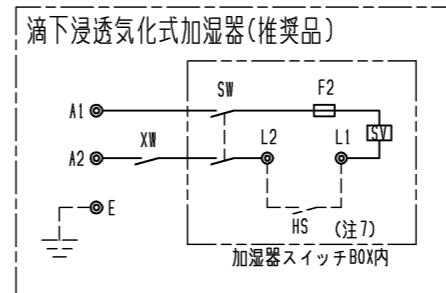 滴下浸透気化式加湿器(推奨品)
SW
F2
A1
SV
XW
L2
L1
A2
E
HS
(注7)
加湿器スイッチBOX内